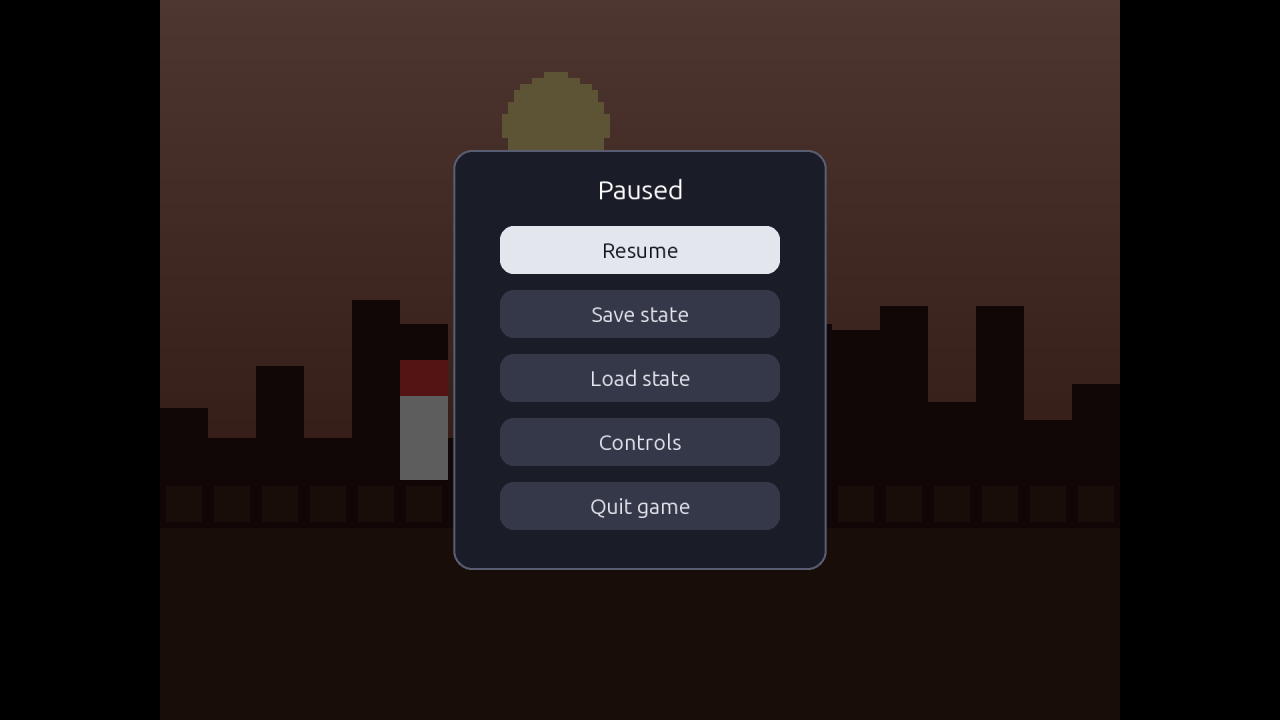 Paused
Resume
Save state
Load state
Controls
Quit game